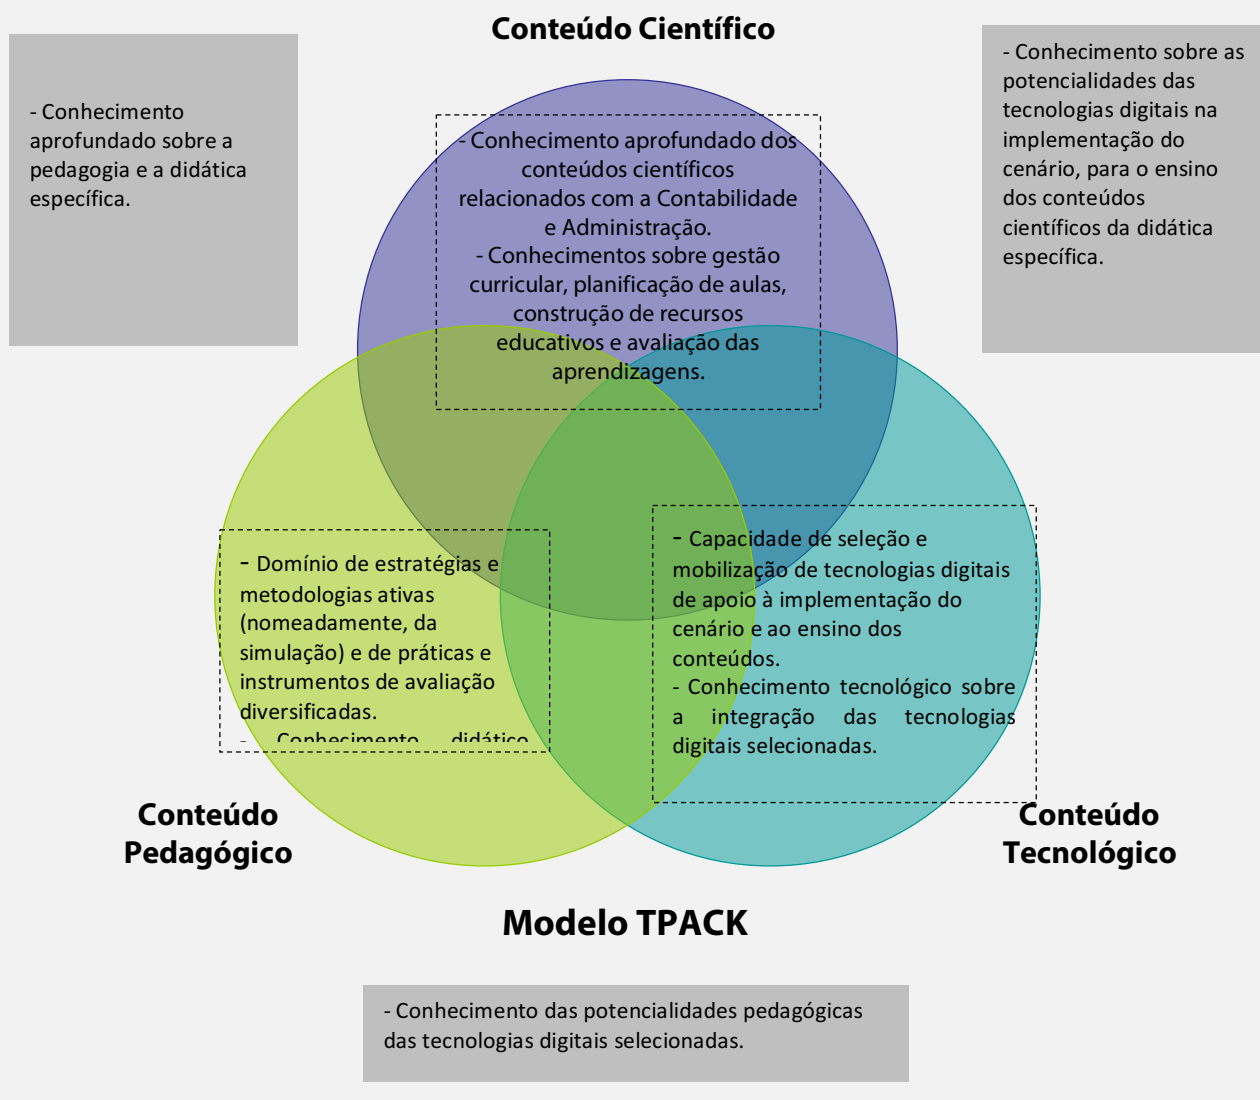 Conteúdo Científico
- Conhecimento
aprofundado sobre a
pedagogia e a didática
específica.
- Conhecimento sobre as
potencialidades das
tecnologias digitais na
implementação do
cenário, para o ensino
dos conteúdos
científicos da didática
específica.
- Conhecimento aprofundado dos
conteúdos científicos
relacionados com a Contabilidade
e Administração.
- Conhecimentos sobre gestão
curricular, planificação de aulas,
construção de recursos
educativos e avaliação das
aprendizagens.
- Domínio de estratégias e
metodologias ativas
(nomeadamente, da
simulação) e de práticas e
instrumentos de avaliação
diversificadas.
- Conhecimento didático
- Capacidade de seleção e
mobilização de tecnologias digitais
de apoio à implementação do
cenário e ao ensino dos
conteúdos.
- Conhecimento tecnológico sobre
a integração das tecnologias
digitais selecionadas.
Conteúdo
Pedagógico
Conteúdo
Tecnológico
Modelo TPACK
- Conhecimento das potencialidades pedagógicas
das tecnologias digitais selecionadas.